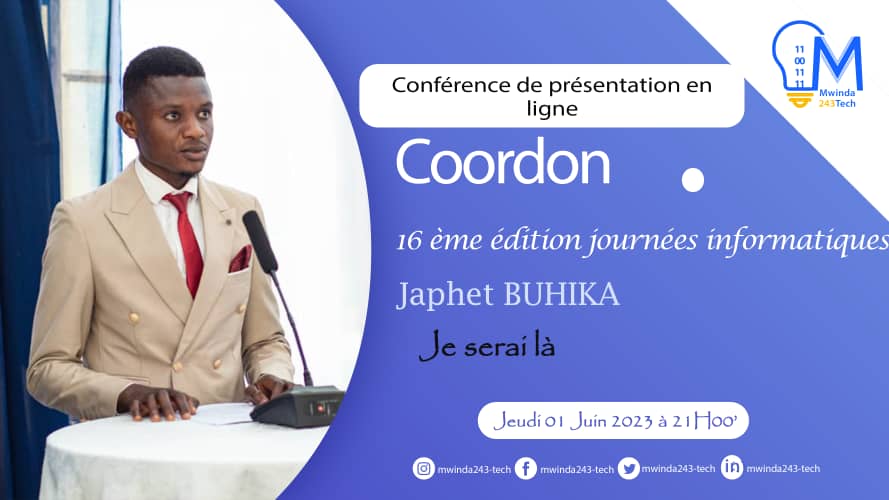 11
00
11
11
M
Mwinda
243Tech
Conférence de présentation en
ligne
Coordon .
16 ème édition journées informatiques
Japhet BUHIKA
Je serai là
Jeudi 01 Juin 2023 à 21H00'
mwinda243-tech mwinda243-tech mwinda243-tech in mwinda243-tech